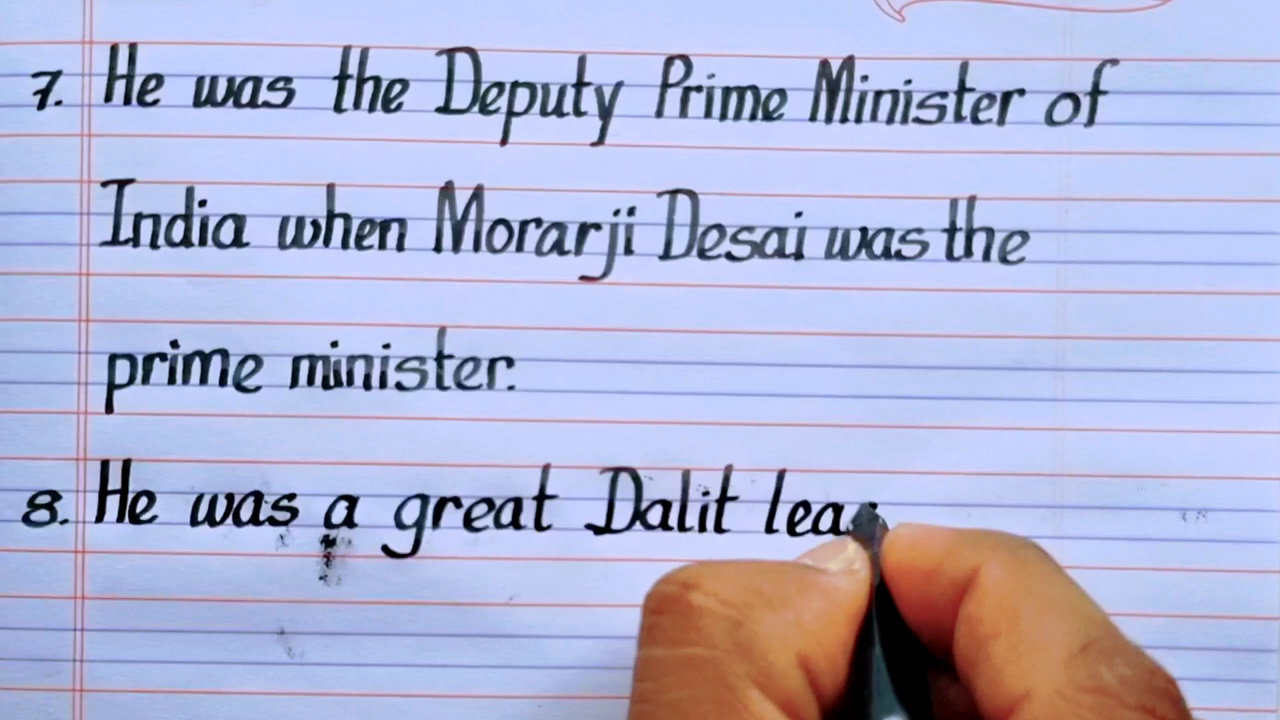 7. He was the Deputy Prime Minister of
India when Morarji Desai was the
prime minister.
8. He was a great Dalit lea